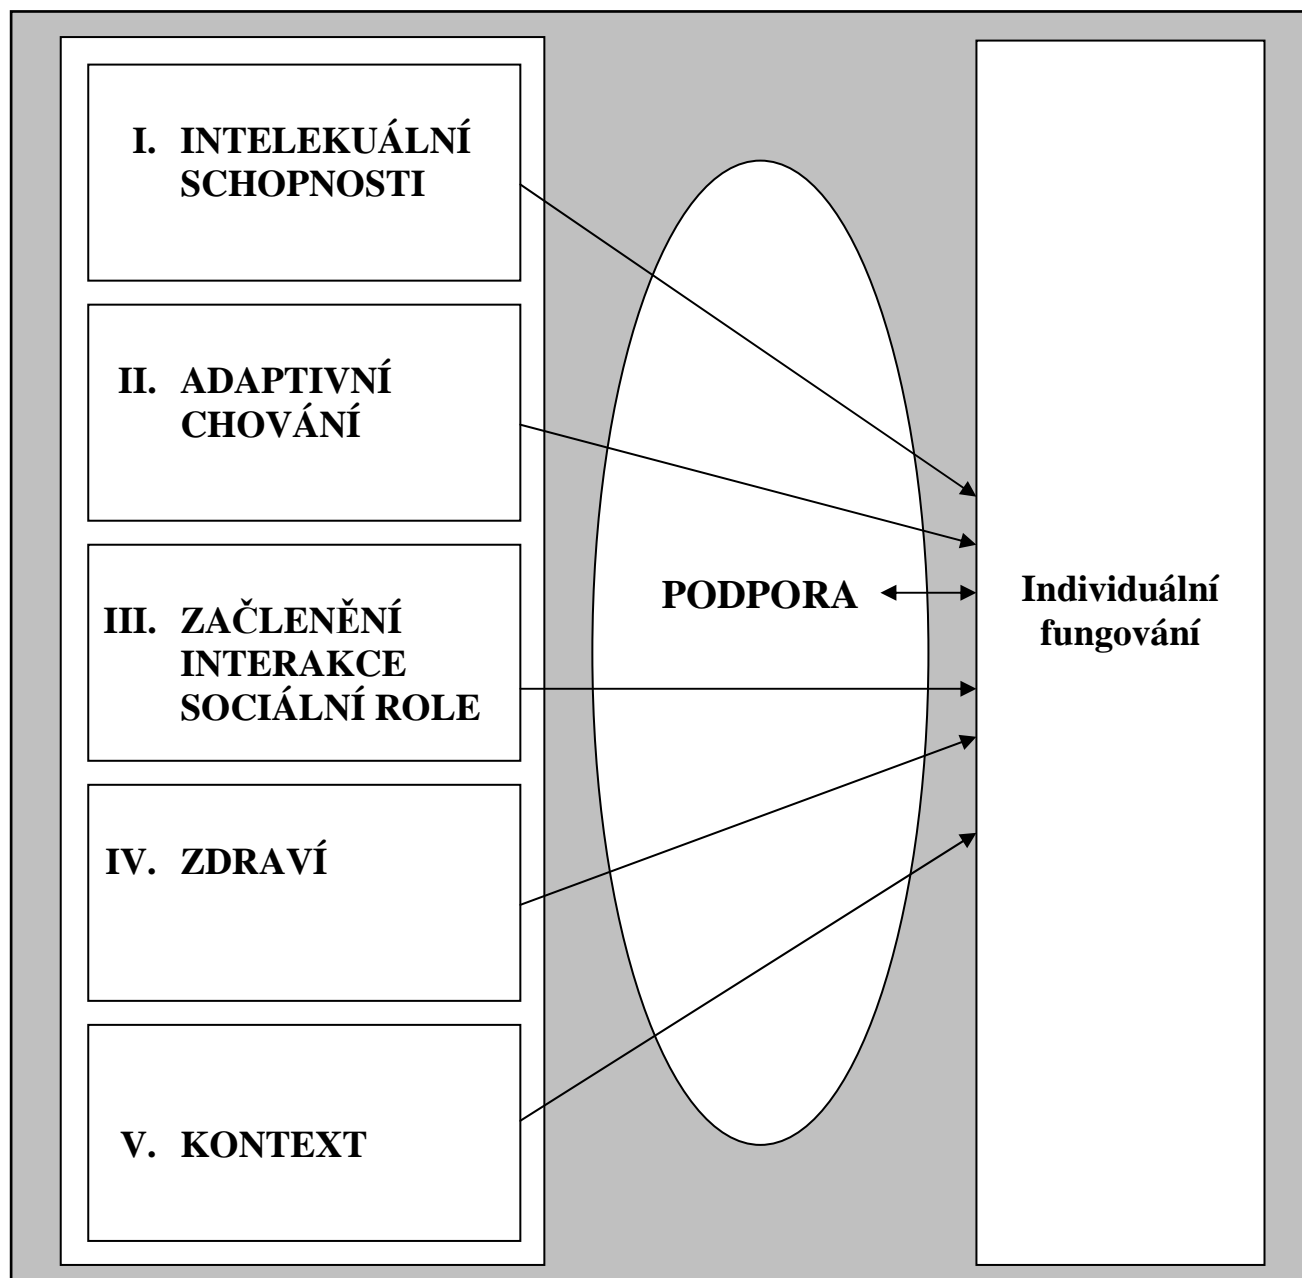 I. INTELEKUÁLNÍ
SCHOPNOSTI
II. ADAPTIVNÍ
CHOVÁNÍ
III. ZAČLENĚNÍ
INTERAKCE
SOCIÁLNÍ ROLE
IV. ZDRAVÍ
V. KONTEXT
PODPORA
Individuální
fungování